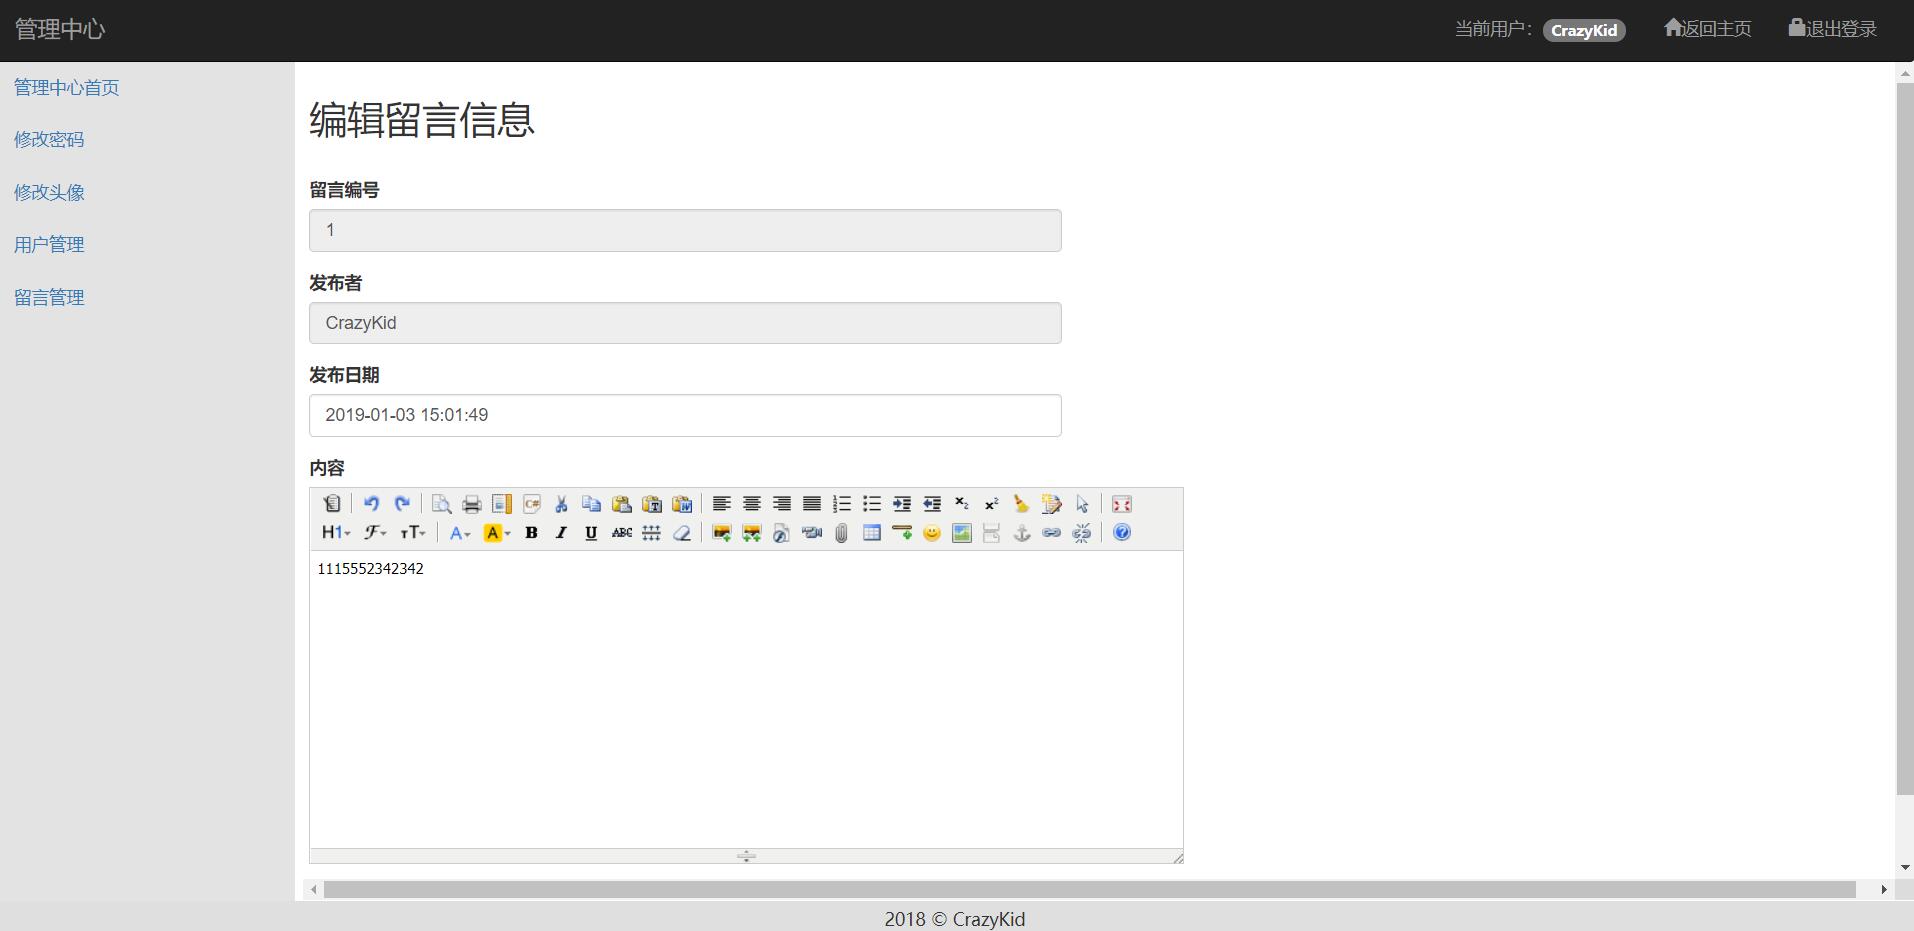 管理中心
当前用户： CrazyKid 返回主页 退出登录
管理中心首页
修改密码
修改头像
用户管理
留言管理
编辑留言信息
留言编号
1
发布者
CrazyKid
发布日期
2019-01-03 15:01:49
内容
H1 F TT A A B I U ABC
1115552342342
2018 © CrazyKid